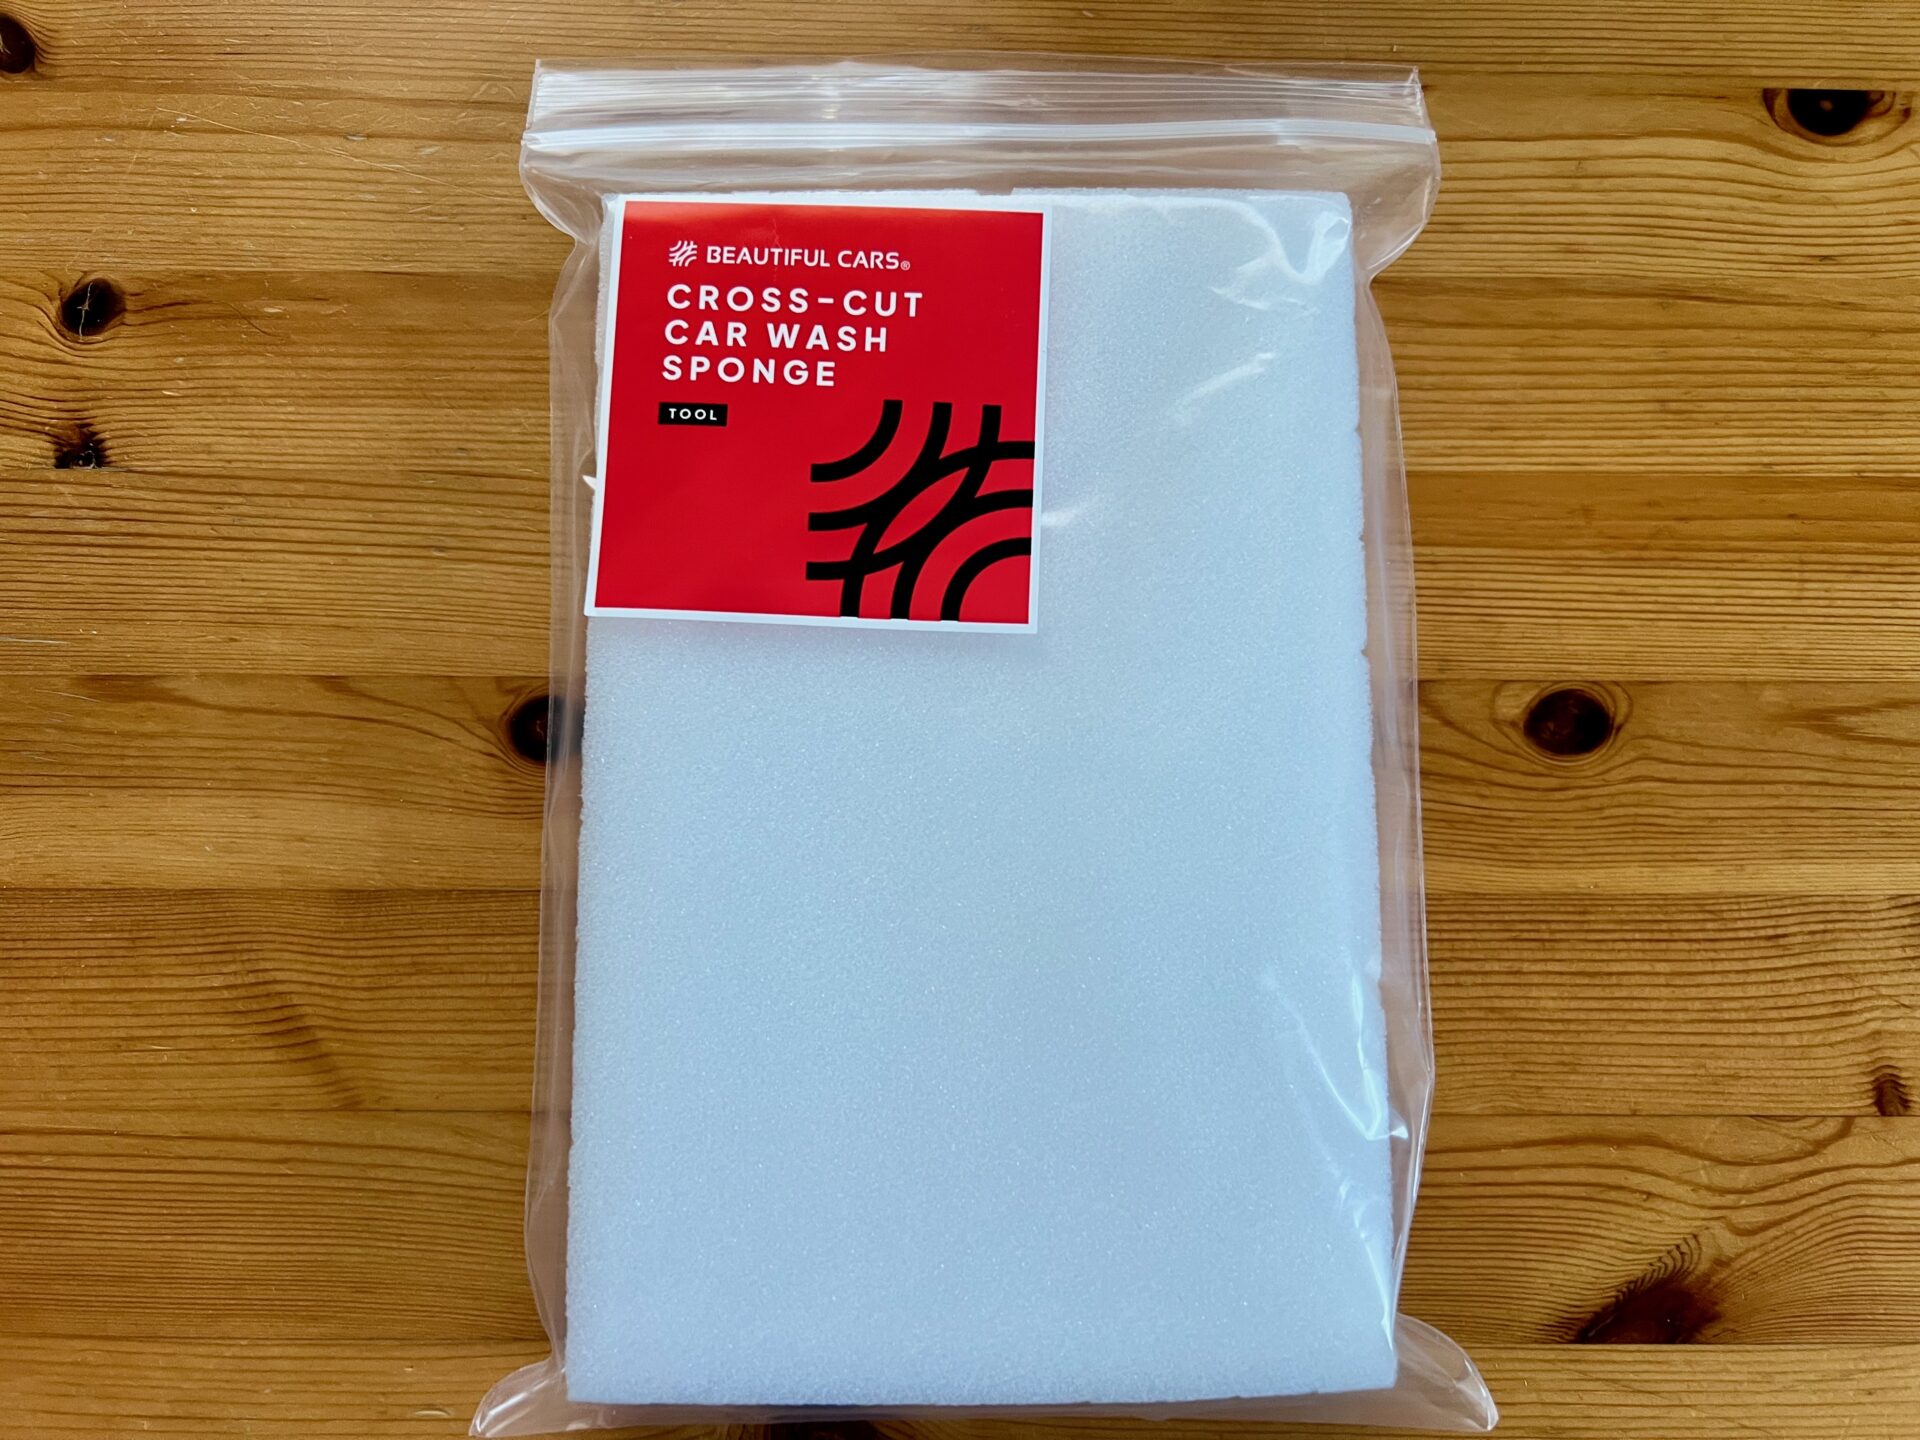 BEAUTIFUL CARS®
CROSS-CUT
CAR WASH
SPONGE
TOOL